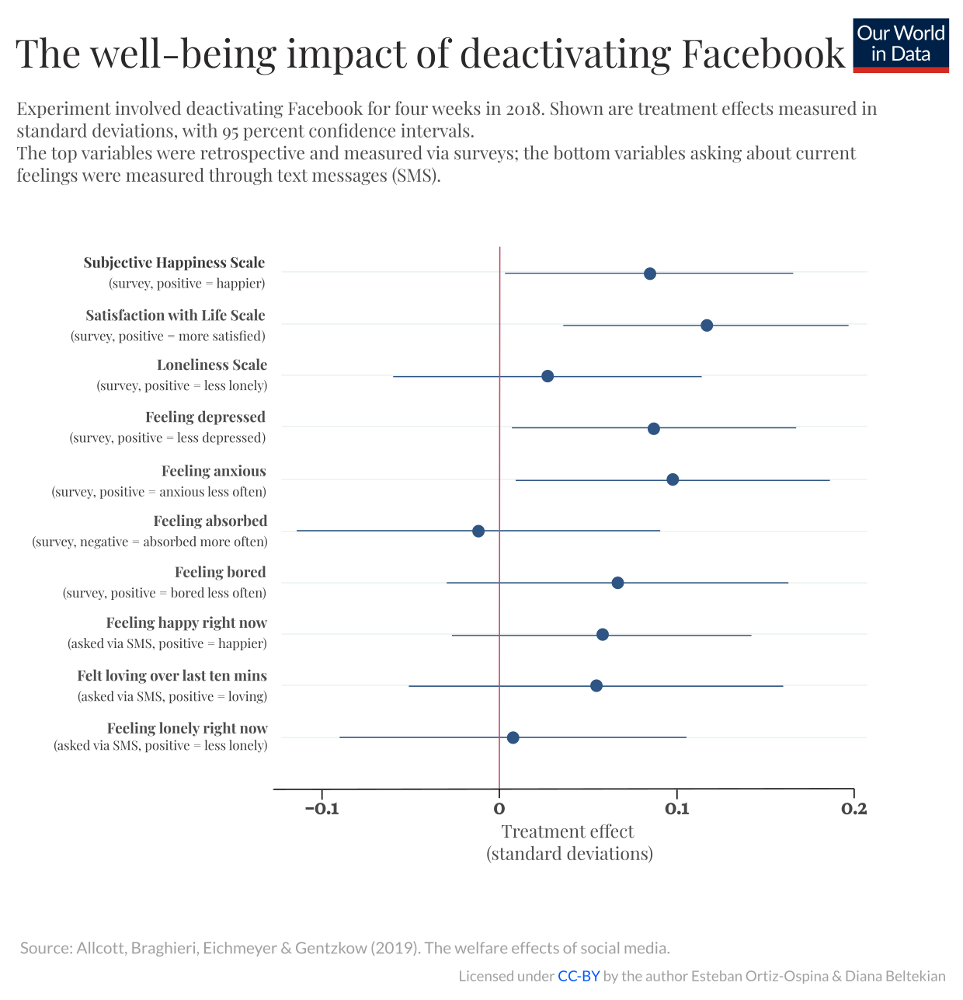 The well-being impact of deactivating Facebook
Our World
in Data
Experiment involved deactivating Facebook for four weeks in 2018. Shown are treatment effects measured in
standard deviations, with 95 percent confidence intervals.
The top variables were retrospective and measured via surveys; the bottom variables asking about current
feelings were measured through text messages (SMS).
Subjective Happiness Scale
(survey, positive = happier)
Satisfaction with Life Scale
(survey, positive = more satisfied)
Loneliness Scale
(survey, positive = less lonely)
Feeling depressed
(survey, positive = less depressed)
Feeling anxious
(survey, positive = anxious less often)
Feeling absorbed
(survey, negative = absorbed more often)
Feeling bored
(survey, positive = bored less often)
Feeling happy right now
(asked via SMS, positive = happier)
Felt loving over last ten mins
(asked via SMS, positive = loving)
Feeling lonely right now
(asked via SMS, positive = less lonely)
-0.1 0 0.1 0.2
Treatment effect
(standard deviations)
Source: Allcott, Braghieri, Eichmeyer & Gentzkow (2019). The welfare effects of social media.
Licensed under CC-BY by the author Esteban Ortiz-Ospina & Diana Beltekian